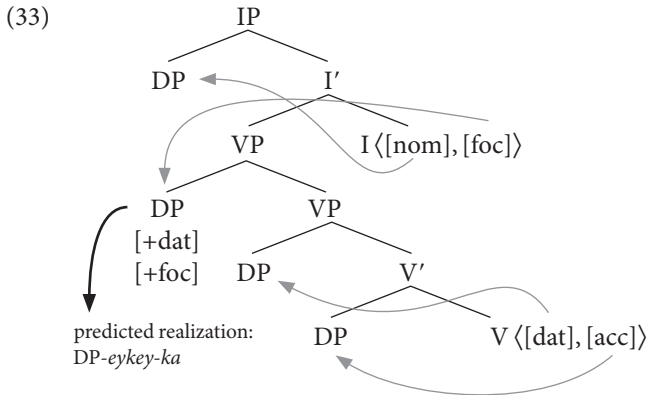 (33)
IP
DP I′
VP I ⟨[nom], [foc]⟩
DP VP
[+dat]
[+foc] DP V′
predicted realization: DP V ⟨[dat], [acc]⟩
DP-eykey-ka